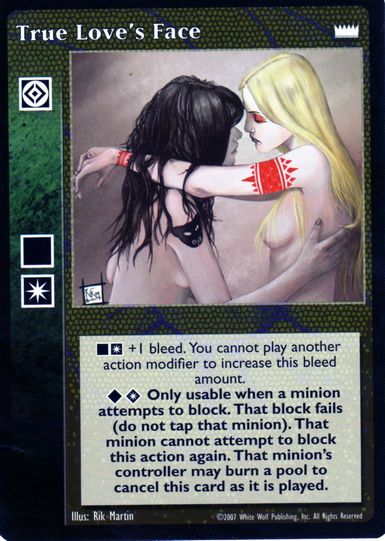 True Love's Face
+1 bleed. You cannot play another
action modifier to increase this bleed
amount.
Only usable when a minion
attempts to block. That block fails
(do not tap that minion). That
minion cannot attempt to block
this action again. That minion's
controller may burn a pool to
cancel this card as it is played.
Illus: Rik Martin
©2007 White Wolf Publishing, Inc. All Rights Reserved